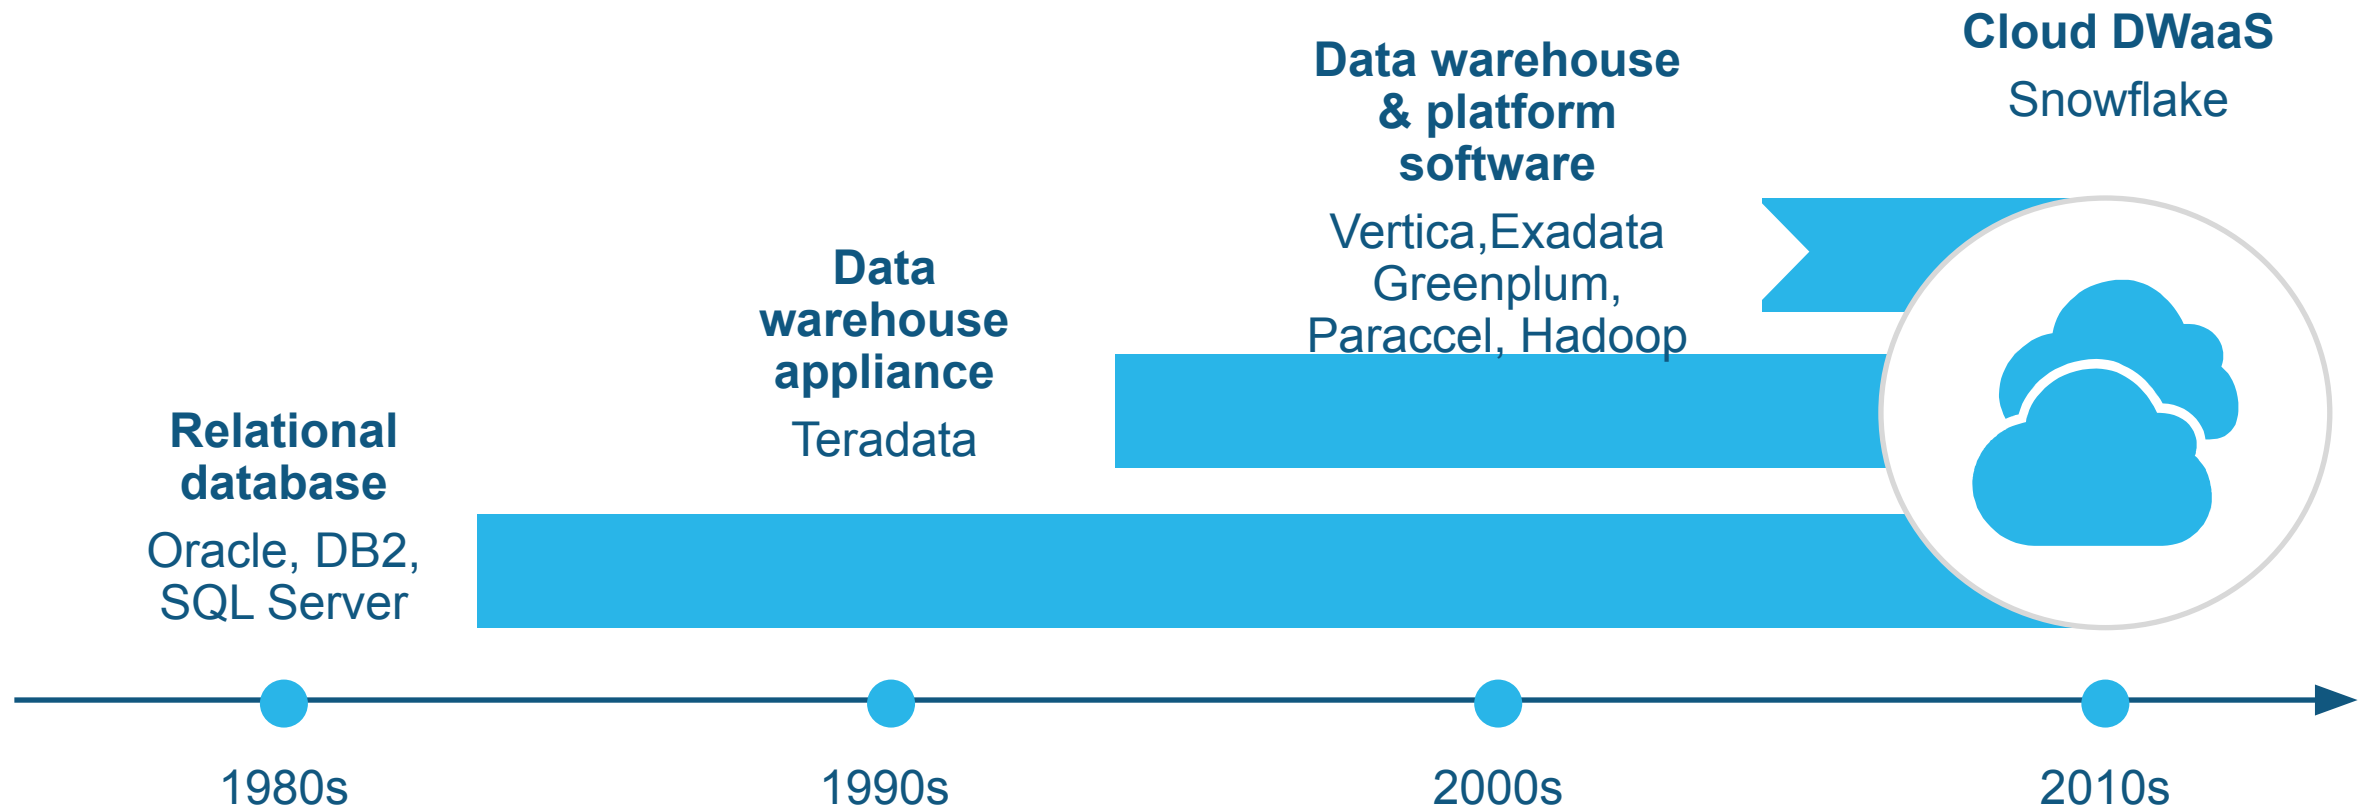 Relational
database
Oracle, DB2,
SQL Server
Data
warehouse
appliance
Teradata
Data warehouse
& platform
software
Vertica,Exadata
Greenplum,
Paraccel, Hadoop
Cloud DWaaS
Snowflake
1980s
1990s
2000s
2010s